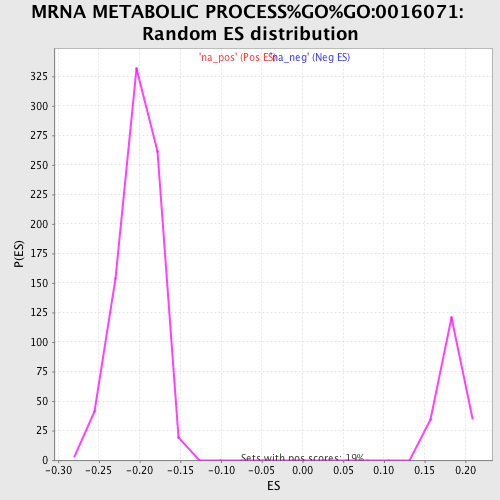 MRNA METABOLIC PROCESS%GO%GO:0016071:
Random ES distribution
'na_pos' (Pos ES) 'na_neg' (Neg ES)
325
300
275
250
225
200
175
150
125
100
75
50
25
0
P(ES)
Sets with pos scores: 19%
-0.30 -0.25 -0.20 -0.15 -0.10 -0.05 0.00 0.05 0.10 0.15 0.20
ES